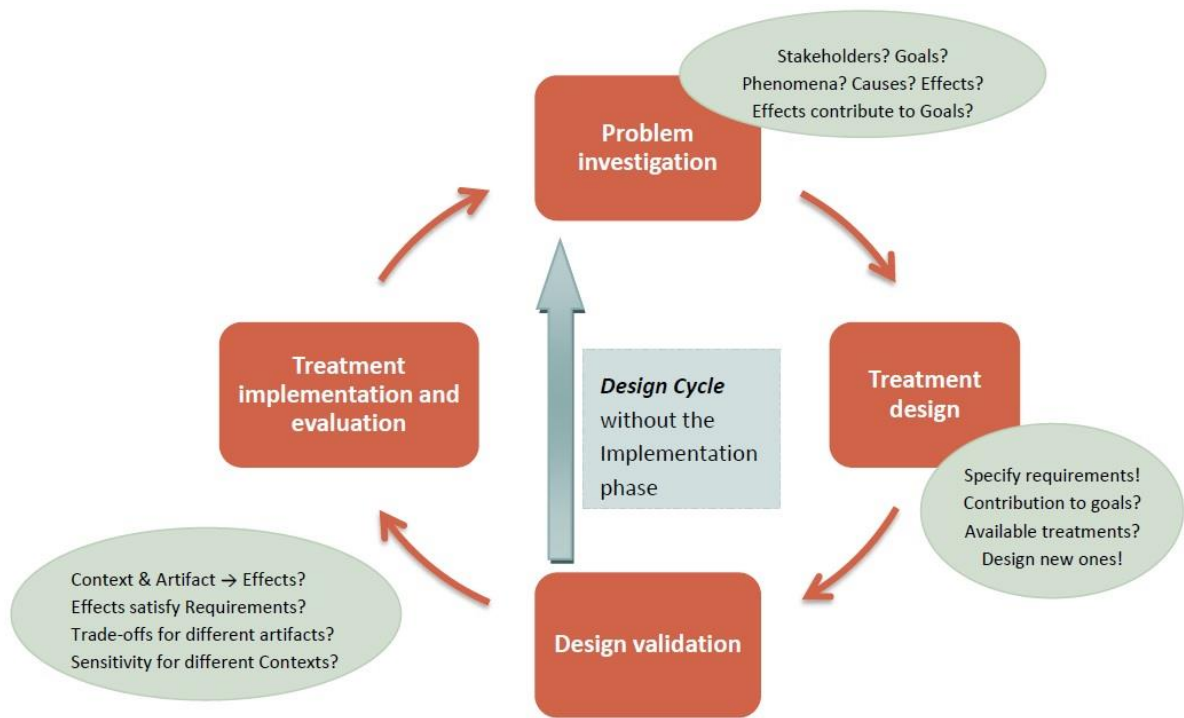 Stakeholders? Goals?
Phenomena? Causes? Effects?
Effects contribute to Goals?
Problem
investigation
Treatment
implementation and
evaluation
Design Cycle
without the
Implementation
phase
Treatment
design
Specify requirements!
Contribution to goals?
Available treatments?
Design new ones!
Context & Artifact → Effects?
Effects satisfy Requirements?
Trade-offs for different artifacts?
Sensitivity for different Contexts?
Design validation